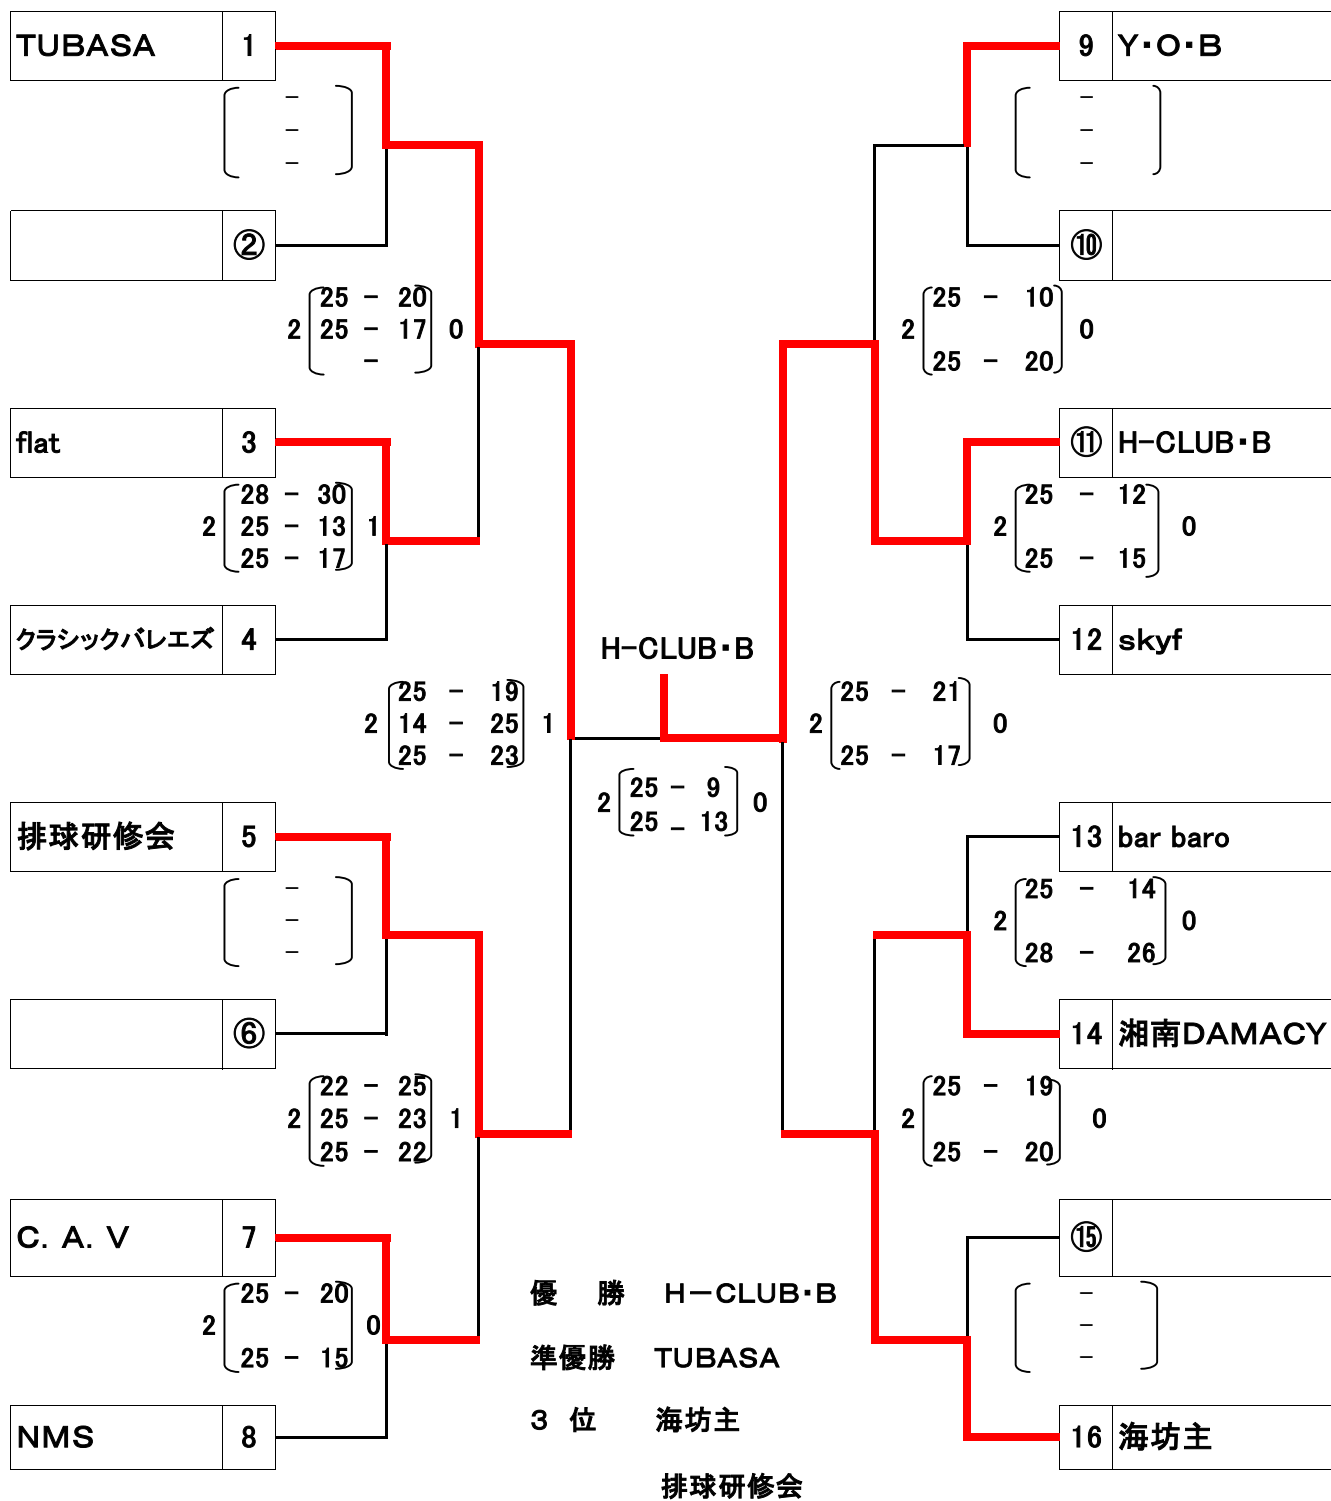 TUBASA 1
-
-
-
②
2 25 - 20 0
25 - 17
-
flat 3
28 - 30
2 25 - 13 1
25 - 17
クラシックバレエズ 4
25 - 19
2 14 - 25 1
25 - 23
排球研修会 5
-
-
-
⑥
22 - 25
2 25 - 23 1
25 - 22
C. A. V 7
25 - 20
2 0
25 - 15
NMS 8
H-CLUB・B
25 - 9
2 0
25 - 13
9 Y・O・B
-
-
-
⑩
25 - 10
2 0
25 - 20
⑪ H-CLUB・B
25 - 12
2 0
25 - 15
12 skyf
25 - 21
2 0
25 - 17
13 bar baro
25 - 14
2 0
28 - 26
14 湘南DAMACY
25 - 19
2 0
25 - 20
⑮
-
-
-
16 海坊主
優 勝 H-CLUB・B
準優勝 TUBASA
3 位 海坊主
排球研修会